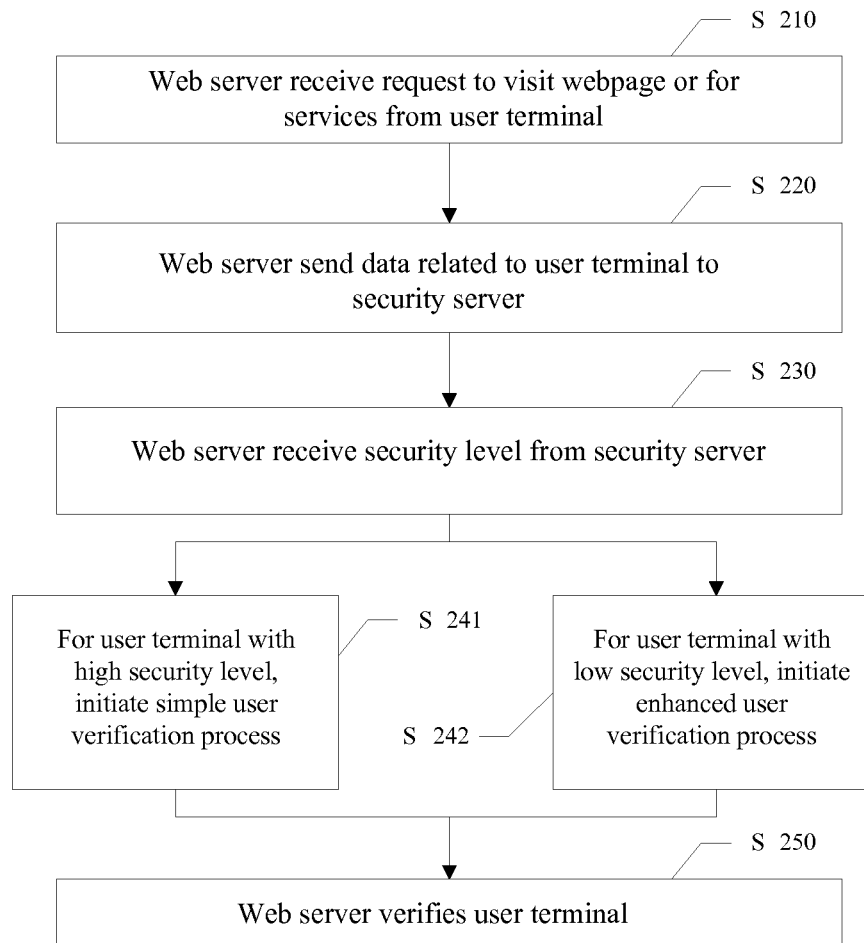 S 210
Web server receive request to visit webpage or for
services from user terminal
S 220
Web server send data related to user terminal to
security server
S 230
Web server receive security level from security server
For user terminal with
high security level,
initiate simple user
verification process
S 241
S 242
For user terminal with
low security level, initiate
enhanced user
verification process
S 250
Web server verifies user terminal